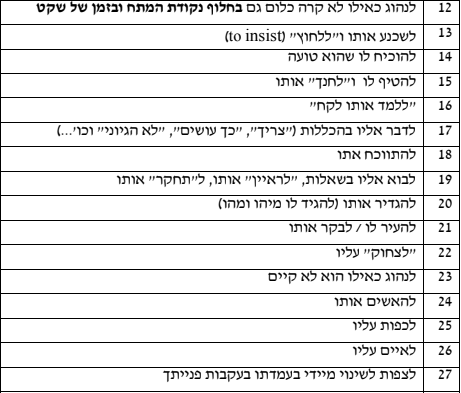 12 לנהוג כאילו לא קרה כלום גם בחלוף נקודת המתח ובזמן של שקט
13 לשכנע אותו ו"ללחוץ" (to insist)
14 להוכיח לו שהוא טועה
15 להטיף לו ו"לחנך" אותו
16 "ללמד אותו לקח"
17 לדבר אליו בהכללות ("צריך", "כך עושים", "לא הגיוני" וכו'...)
18 להתווכח אתו
19 לבוא אליו בשאלות, "לראיין" אותו, ל"תחקר" אותו
20 להגדיר אותו (להגיד לו מיהו ומהו)
21 להעיר לו / לבקר אותו
22 "לצחוק" עליו
23 לנהוג כאילו הוא לא קיים
24 להאשים אותו
25 לכפות עליו
26 לאיים עליו
27 לצפות לשינוי מיידי בעמדתו בעקבות פנייתך